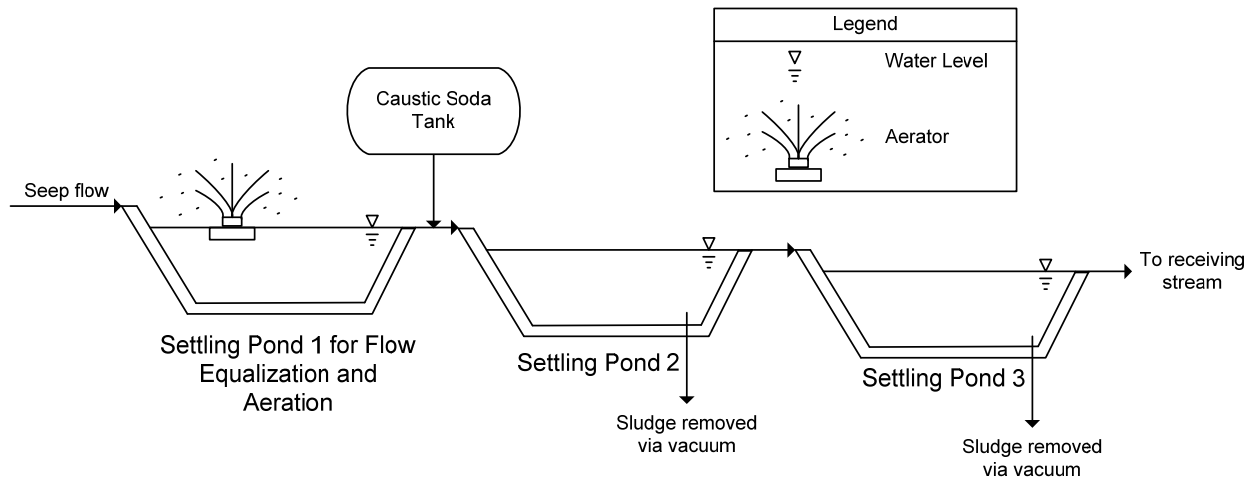 Legend
Water Level
Aerator
Caustic Soda
Tank
Seep flow
To receiving
stream
Settling Pond 1 for Flow
Equalization and
Aeration
Settling Pond 2
Settling Pond 3
Sludge removed
via vacuum
Sludge removed
via vacuum